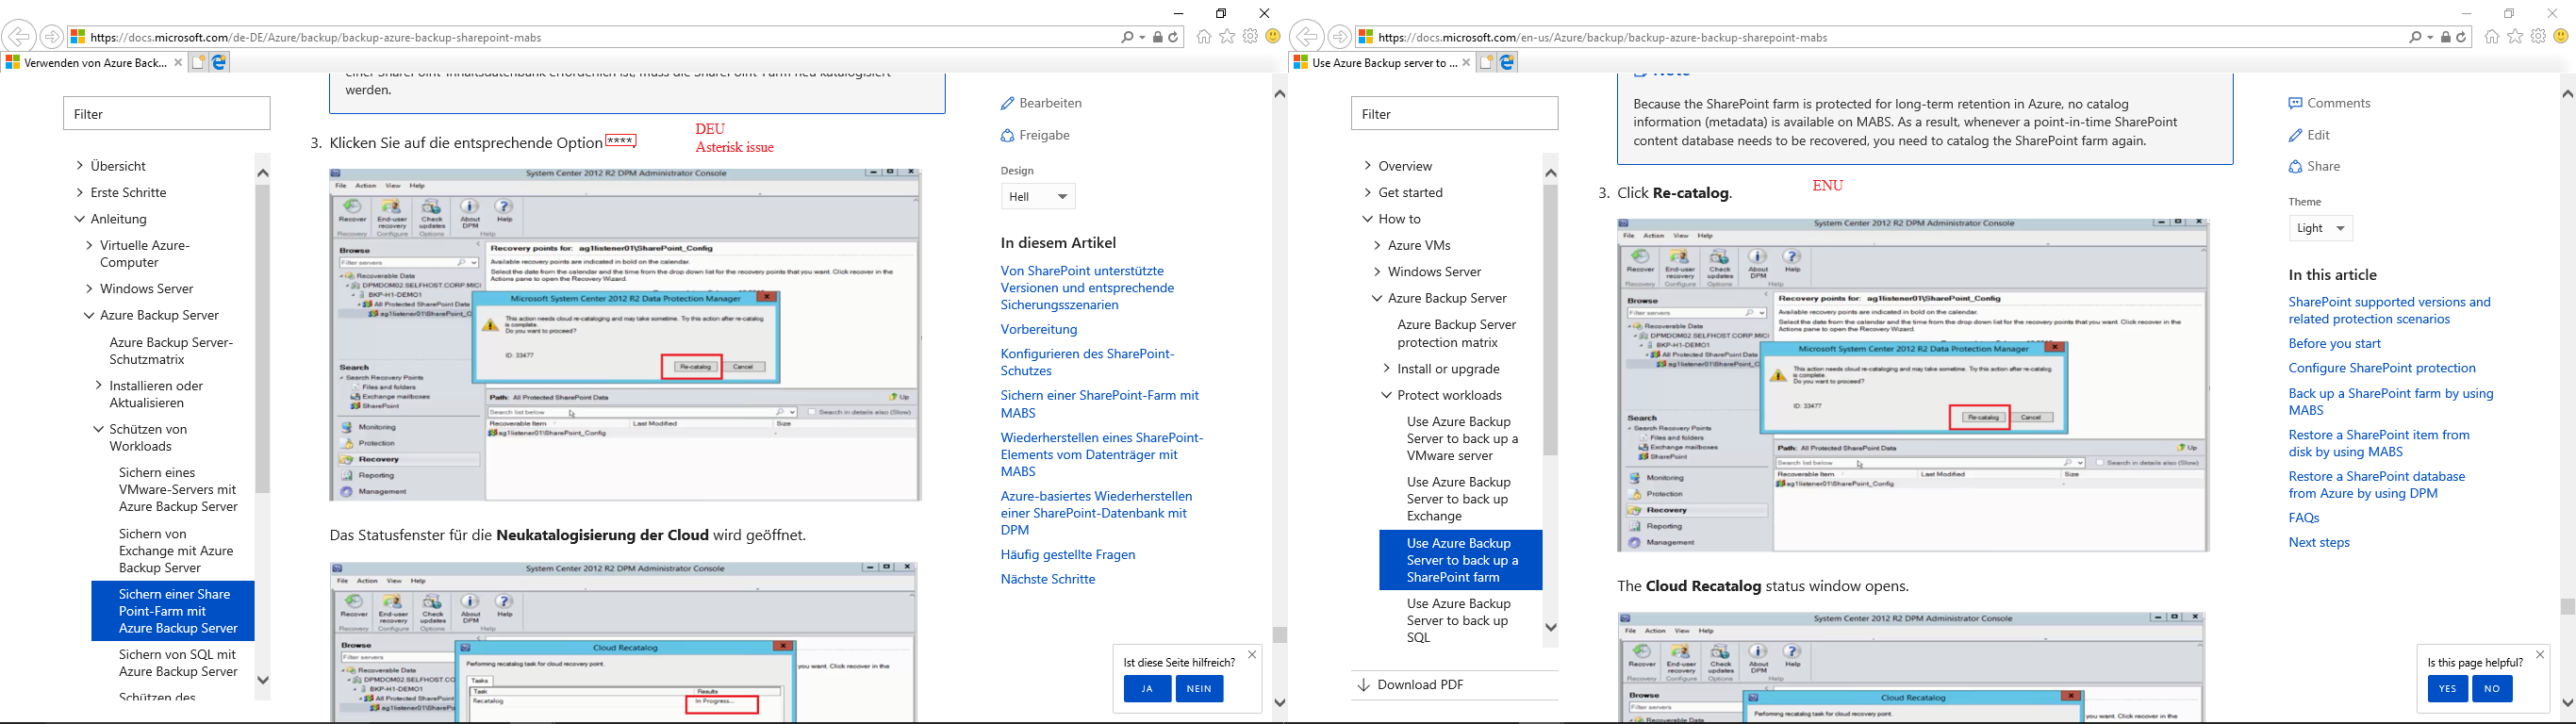 https://docs.microsoft.com/de-DE/Azure/backup/backup-azure-backup-sharepoint-mabs
Verwenden von Azure Back...
Filter
Übersicht
Erste Schritte
Anleitung
Virtuelle Azure-
Computer
Windows Server
Azure Backup Server
Azure Backup Server-
Schutzmatrix
Installieren oder
Aktualisieren
Schützen von
Workloads
Sichern eines
VMware-Servers mit
Azure Backup Server
Sichern von
Exchange mit Azure
Backup Server
Sichern einer Share
Point-Farm mit
Azure Backup Server
Sichern von SQL mit
Azure Backup Server
Schützen des
einer SharePoint-Inhaltsdatenbank erforderlich ist, muss die SharePoint-Farm neu katalogisiert
werden.
3. Klicken Sie auf die entsprechende Option ****.
DEU
Asterisk issue
System Center 2012 R2 DPM Administrator Console
File Action View Help
Recover End-user recovery Check updates About DPM Help
Recovery Configure Options Help
Browse
Filter servers
Recoverable Data
DPMDOM02.SELFHOST.CORP.MICI
BKP-H1-DEMO1
All Protected SharePoint Data
ag1listener01\SharePoint_C
Search
Search Recovery Points
Files and folders
Exchange mailboxes
SharePoint
Monitoring
Protection
Recovery
Reporting
Management
Recovery points for: ag1listener01\SharePoint_Config
Available recovery points are indicated in bold on the calendar.
Select the date from the calendar and the time from the drop down list for the recovery points that you want. Click recover in the
Actions pane to open the Recovery Wizard.
Microsoft System Center 2012 R2 Data Protection Manager
This action needs cloud re-cataloging and may take sometime. Try this action after re-catalog
is complete.
Do you want to proceed?
ID: 33477
Re-catalog Cancel
Path: All Protected SharePoint Data Up
Search list below Search in details also (Slow)
Recoverable Item Last Modified Size
ag1listener01\SharePoint_Config -
Das Statusfenster für die Neukatalogisierung der Cloud wird geöffnet.
System Center 2012 R2 DPM Administrator Console
File Action View Help
Recover End-user recovery Check updates About DPM Help
Recovery Configure Options Help
Browse
Filter servers
Recoverable Data
DPMDOM02.SELFHOST.CO
BKP-H1-DEMO1
All Protected SharePoint
ag1listener01\ShareP
Cloud Recatalog
Performing recatalog task for cloud recovery point.
Tasks
Task Results
Recatalog In Progress...
you want. Click recover in the
Bearbeiten
Freigabe
Design
Hell
In diesem Artikel
Von SharePoint unterstützte
Versionen und entsprechende
Sicherungsszenarien
Vorbereitung
Konfigurieren des SharePoint-
Schutzes
Sichern einer SharePoint-Farm mit
MABS
Wiederherstellen eines SharePoint-
Elements vom Datenträger mit
MABS
Azure-basiertes Wiederherstellen
einer SharePoint-Datenbank mit
DPM
Häufig gestellte Fragen
Nächste Schritte
Ist diese Seite hilfreich?
JA NEIN
https://docs.microsoft.com/en-us/Azure/backup/backup-azure-backup-sharepoint-mabs
Use Azure Backup server to ...
Filter
Overview
Get started
How to
Azure VMs
Windows Server
Azure Backup Server
Azure Backup Server
protection matrix
Install or upgrade
Protect workloads
Use Azure Backup
Server to back up a
VMware server
Use Azure Backup
Server to back up
Exchange
Use Azure Backup
Server to back up a
SharePoint farm
Use Azure Backup
Server to back up
SQL
Download PDF
Note
Because the SharePoint farm is protected for long-term retention in Azure, no catalog
information (metadata) is available on MABS. As a result, whenever a point-in-time SharePoint
content database needs to be recovered, you need to catalog the SharePoint farm again.
3. Click Re-catalog.
ENU
System Center 2012 R2 DPM Administrator Console
File Action View Help
Recover End-user recovery Check updates About DPM Help
Recovery Configure Options Help
Browse
Filter servers
Recoverable Data
DPMDOM02.SELFHOST.CORP.MICI
BKP-H1-DEMO1
All Protected SharePoint Data
ag1listener01\SharePoint_C
Search
Search Recovery Points
Files and folders
Exchange mailboxes
SharePoint
Monitoring
Protection
Recovery
Reporting
Management
Recovery points for: ag1listener01\SharePoint_Config
Available recovery points are indicated in bold on the calendar.
Select the date from the calendar and the time from the drop down list for the recovery points that you want. Click recover in the
Actions pane to open the Recovery Wizard.
Microsoft System Center 2012 R2 Data Protection Manager
This action needs cloud re-cataloging and may take sometime. Try this action after re-catalog
is complete.
Do you want to proceed?
ID: 33477
Re-catalog Cancel
Path: All Protected SharePoint Data Up
Search list below Search in details also (Slow)
Recoverable Item Last Modified Size
ag1listener01\SharePoint_Config -
The Cloud Recatalog status window opens.
System Center 2012 R2 DPM Administrator Console
File Action View Help
Recover End-user recovery Check updates About DPM Help
Recovery Configure Options Help
Browse
Filter servers
Cloud Recatalog
Performing recatalog task for cloud recovery point.
you want. Click recover in the
Comments
Edit
Share
Theme
Light
In this article
SharePoint supported versions and
related protection scenarios
Before you start
Configure SharePoint protection
Back up a SharePoint farm by using
MABS
Restore a SharePoint item from
disk by using MABS
Restore a SharePoint database
from Azure by using DPM
FAQs
Next steps
Is this page helpful?
YES NO